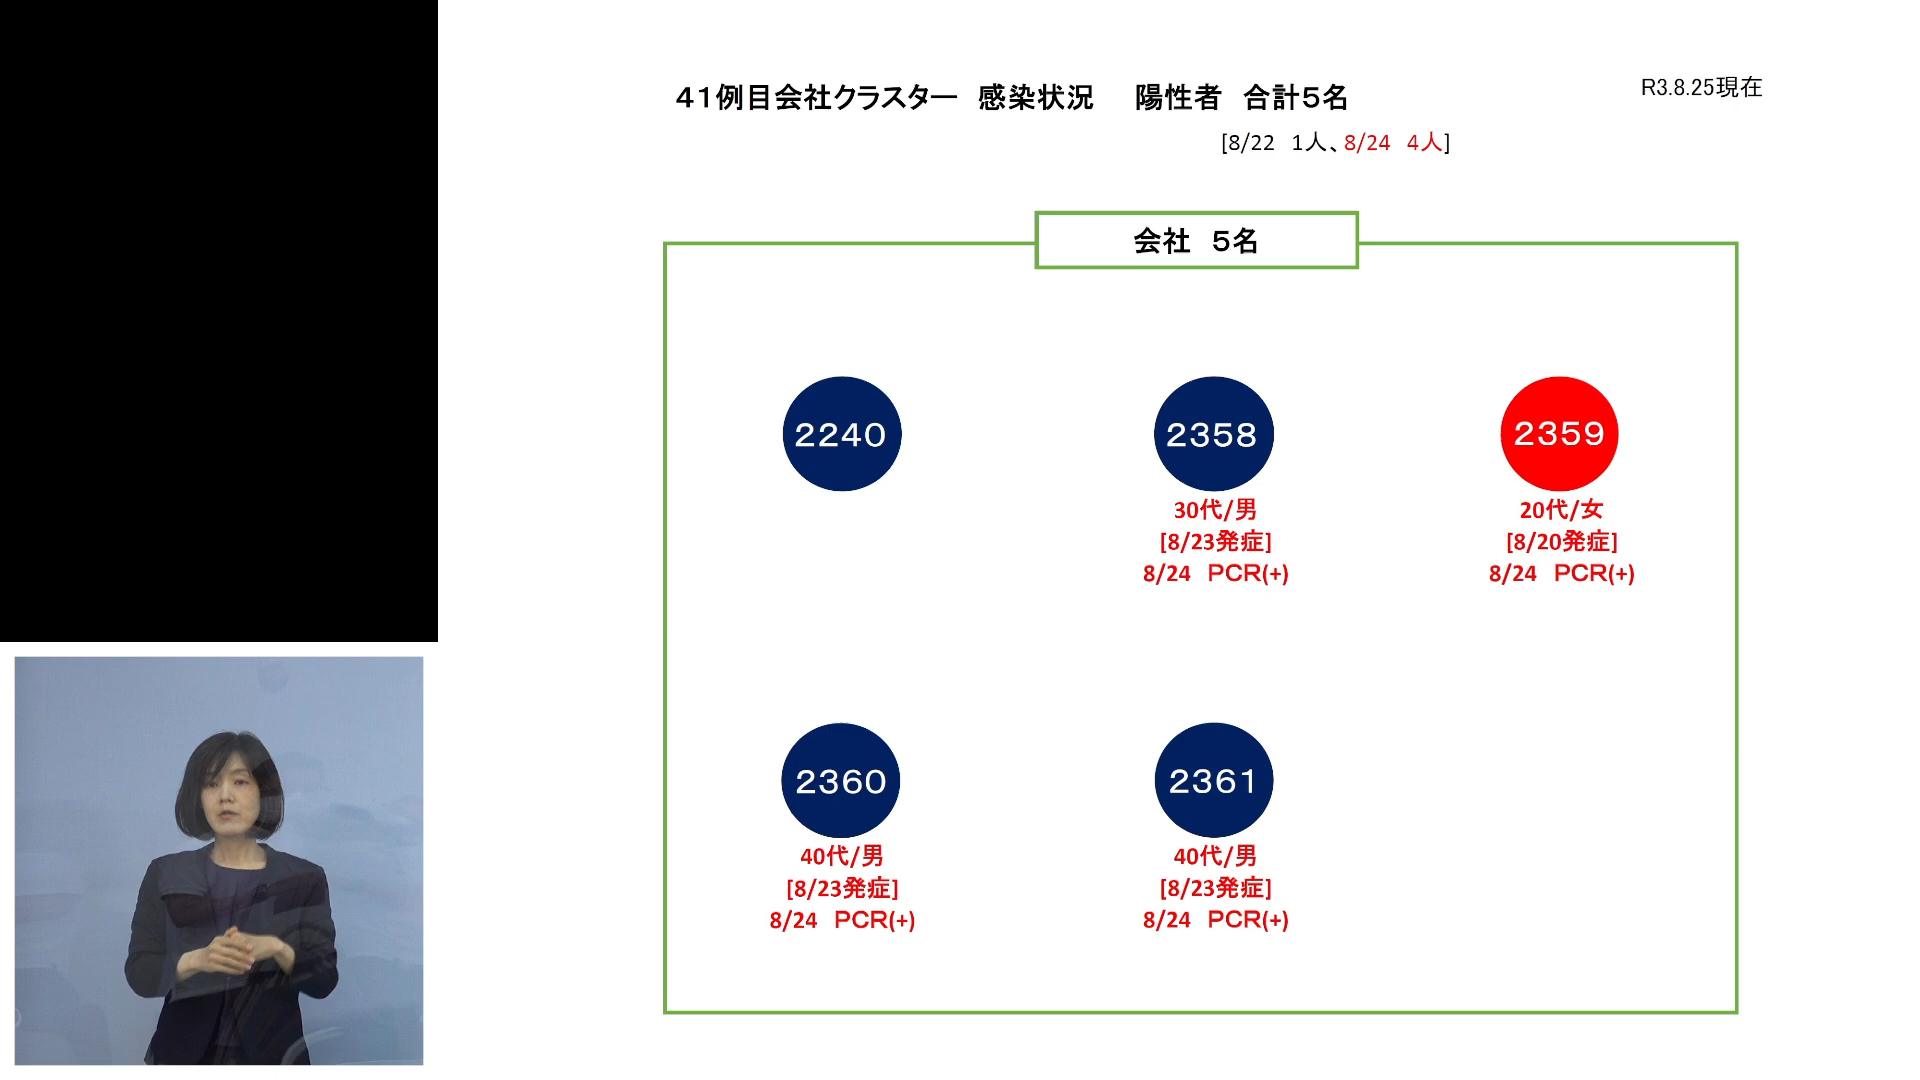 41例目会社クラスター　感染状況　陽性者　合計5名
R3.8.25現在
[8/22　1人、8/24　4人]
会社　5名
2240
2358
2359
30代/男
[8/23発症]
8/24　PCR(+)
20代/女
[8/20発症]
8/24　PCR(+)
2360
2361
40代/男
[8/23発症]
8/24　PCR(+)
40代/男
[8/23発症]
8/24　PCR(+)